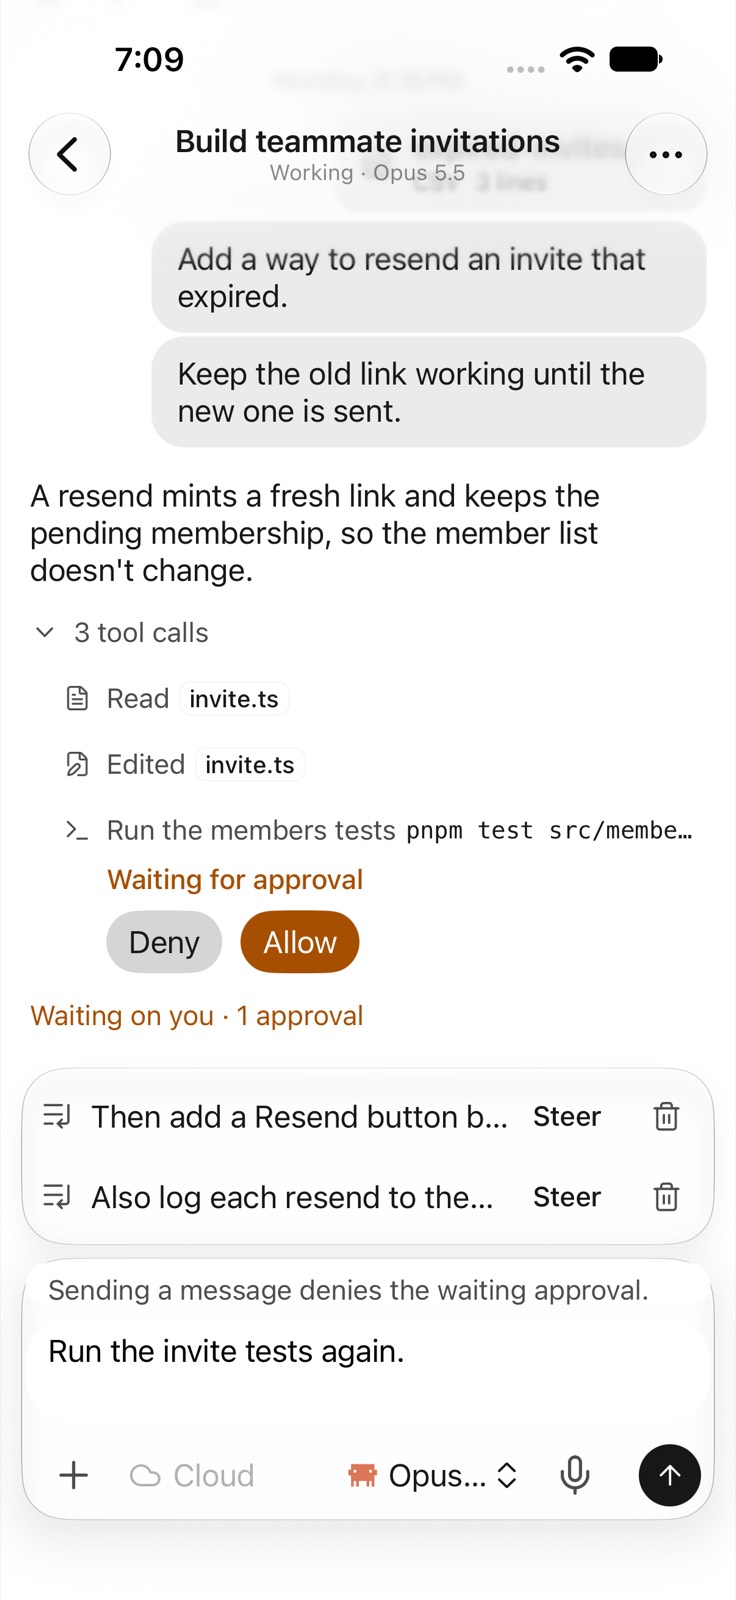 7:09
Build teammate invitations
Working · Opus 5.5
CSV 3 lines
Add a way to resend an invite that
expired.
Keep the old link working until the
new one is sent.
A resend mints a fresh link and keeps the
pending membership, so the member list
doesn't change.
3 tool calls
Read invite.ts
Edited invite.ts
Run the members tests pnpm test src/membe…
Waiting for approval
Deny Allow
Waiting on you · 1 approval
Then add a Resend button b… Steer
Also log each resend to the… Steer
Sending a message denies the waiting approval.
Run the invite tests again.
Cloud Opus…